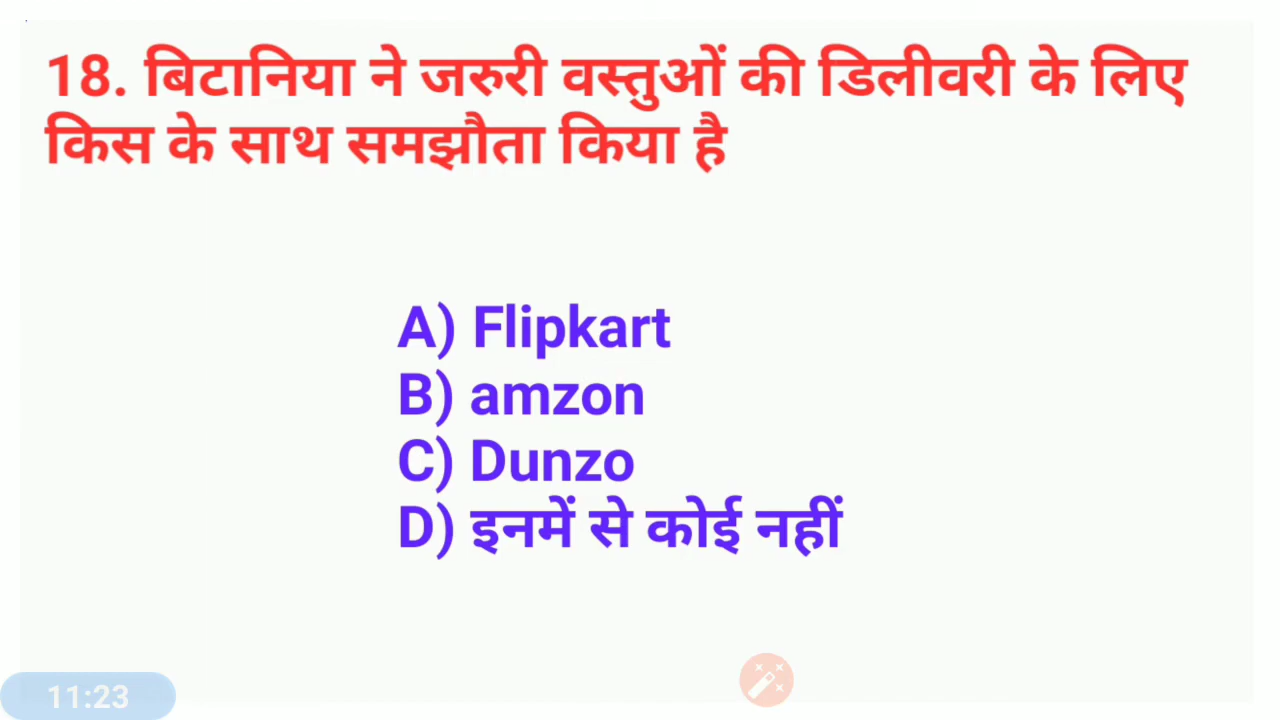 18. बिटानिया ने जरुरी वस्तुओं की डिलीवरी के लिए
किस के साथ समझौता किया है
A) Flipkart
B) amzon
C) Dunzo
D) इनमें से कोई नहीं
11:23